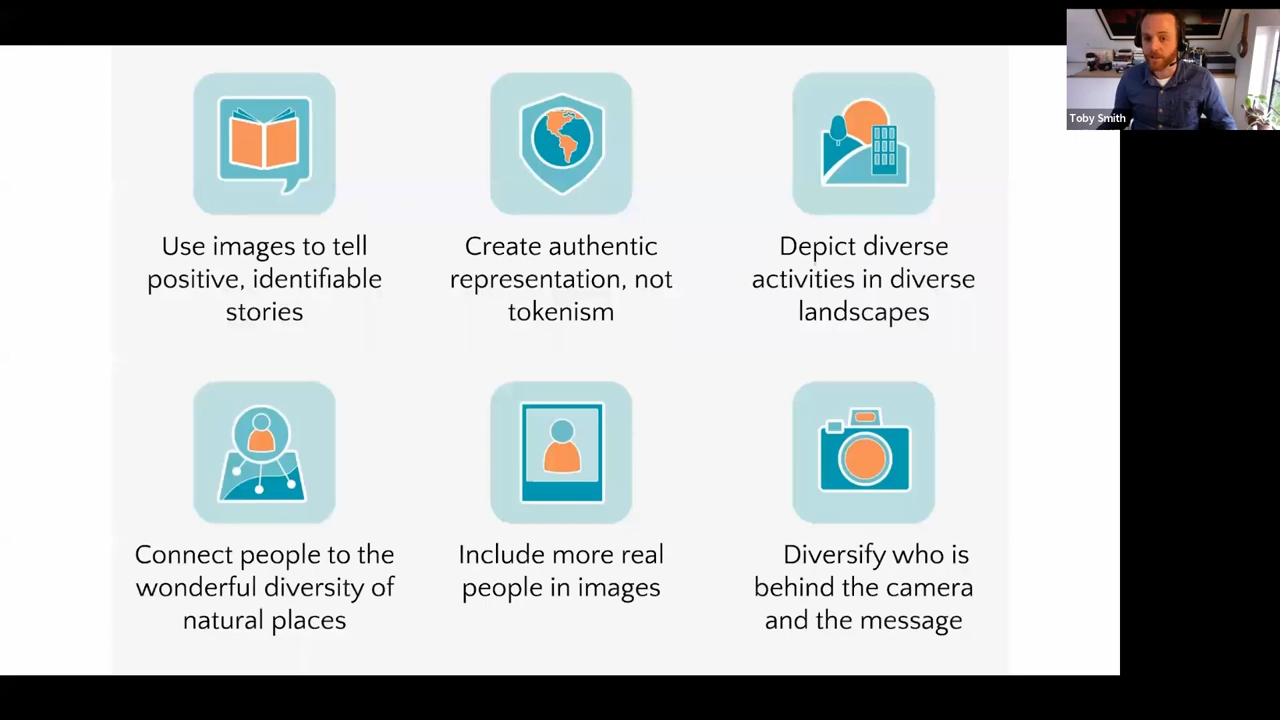 Toby Smith
Use images to tell
positive, identifiable
stories
Create authentic
representation, not
tokenism
Depict diverse
activities in diverse
landscapes
Connect people to the
wonderful diversity of
natural places
Include more real
people in images
Diversify who is
behind the camera
and the message